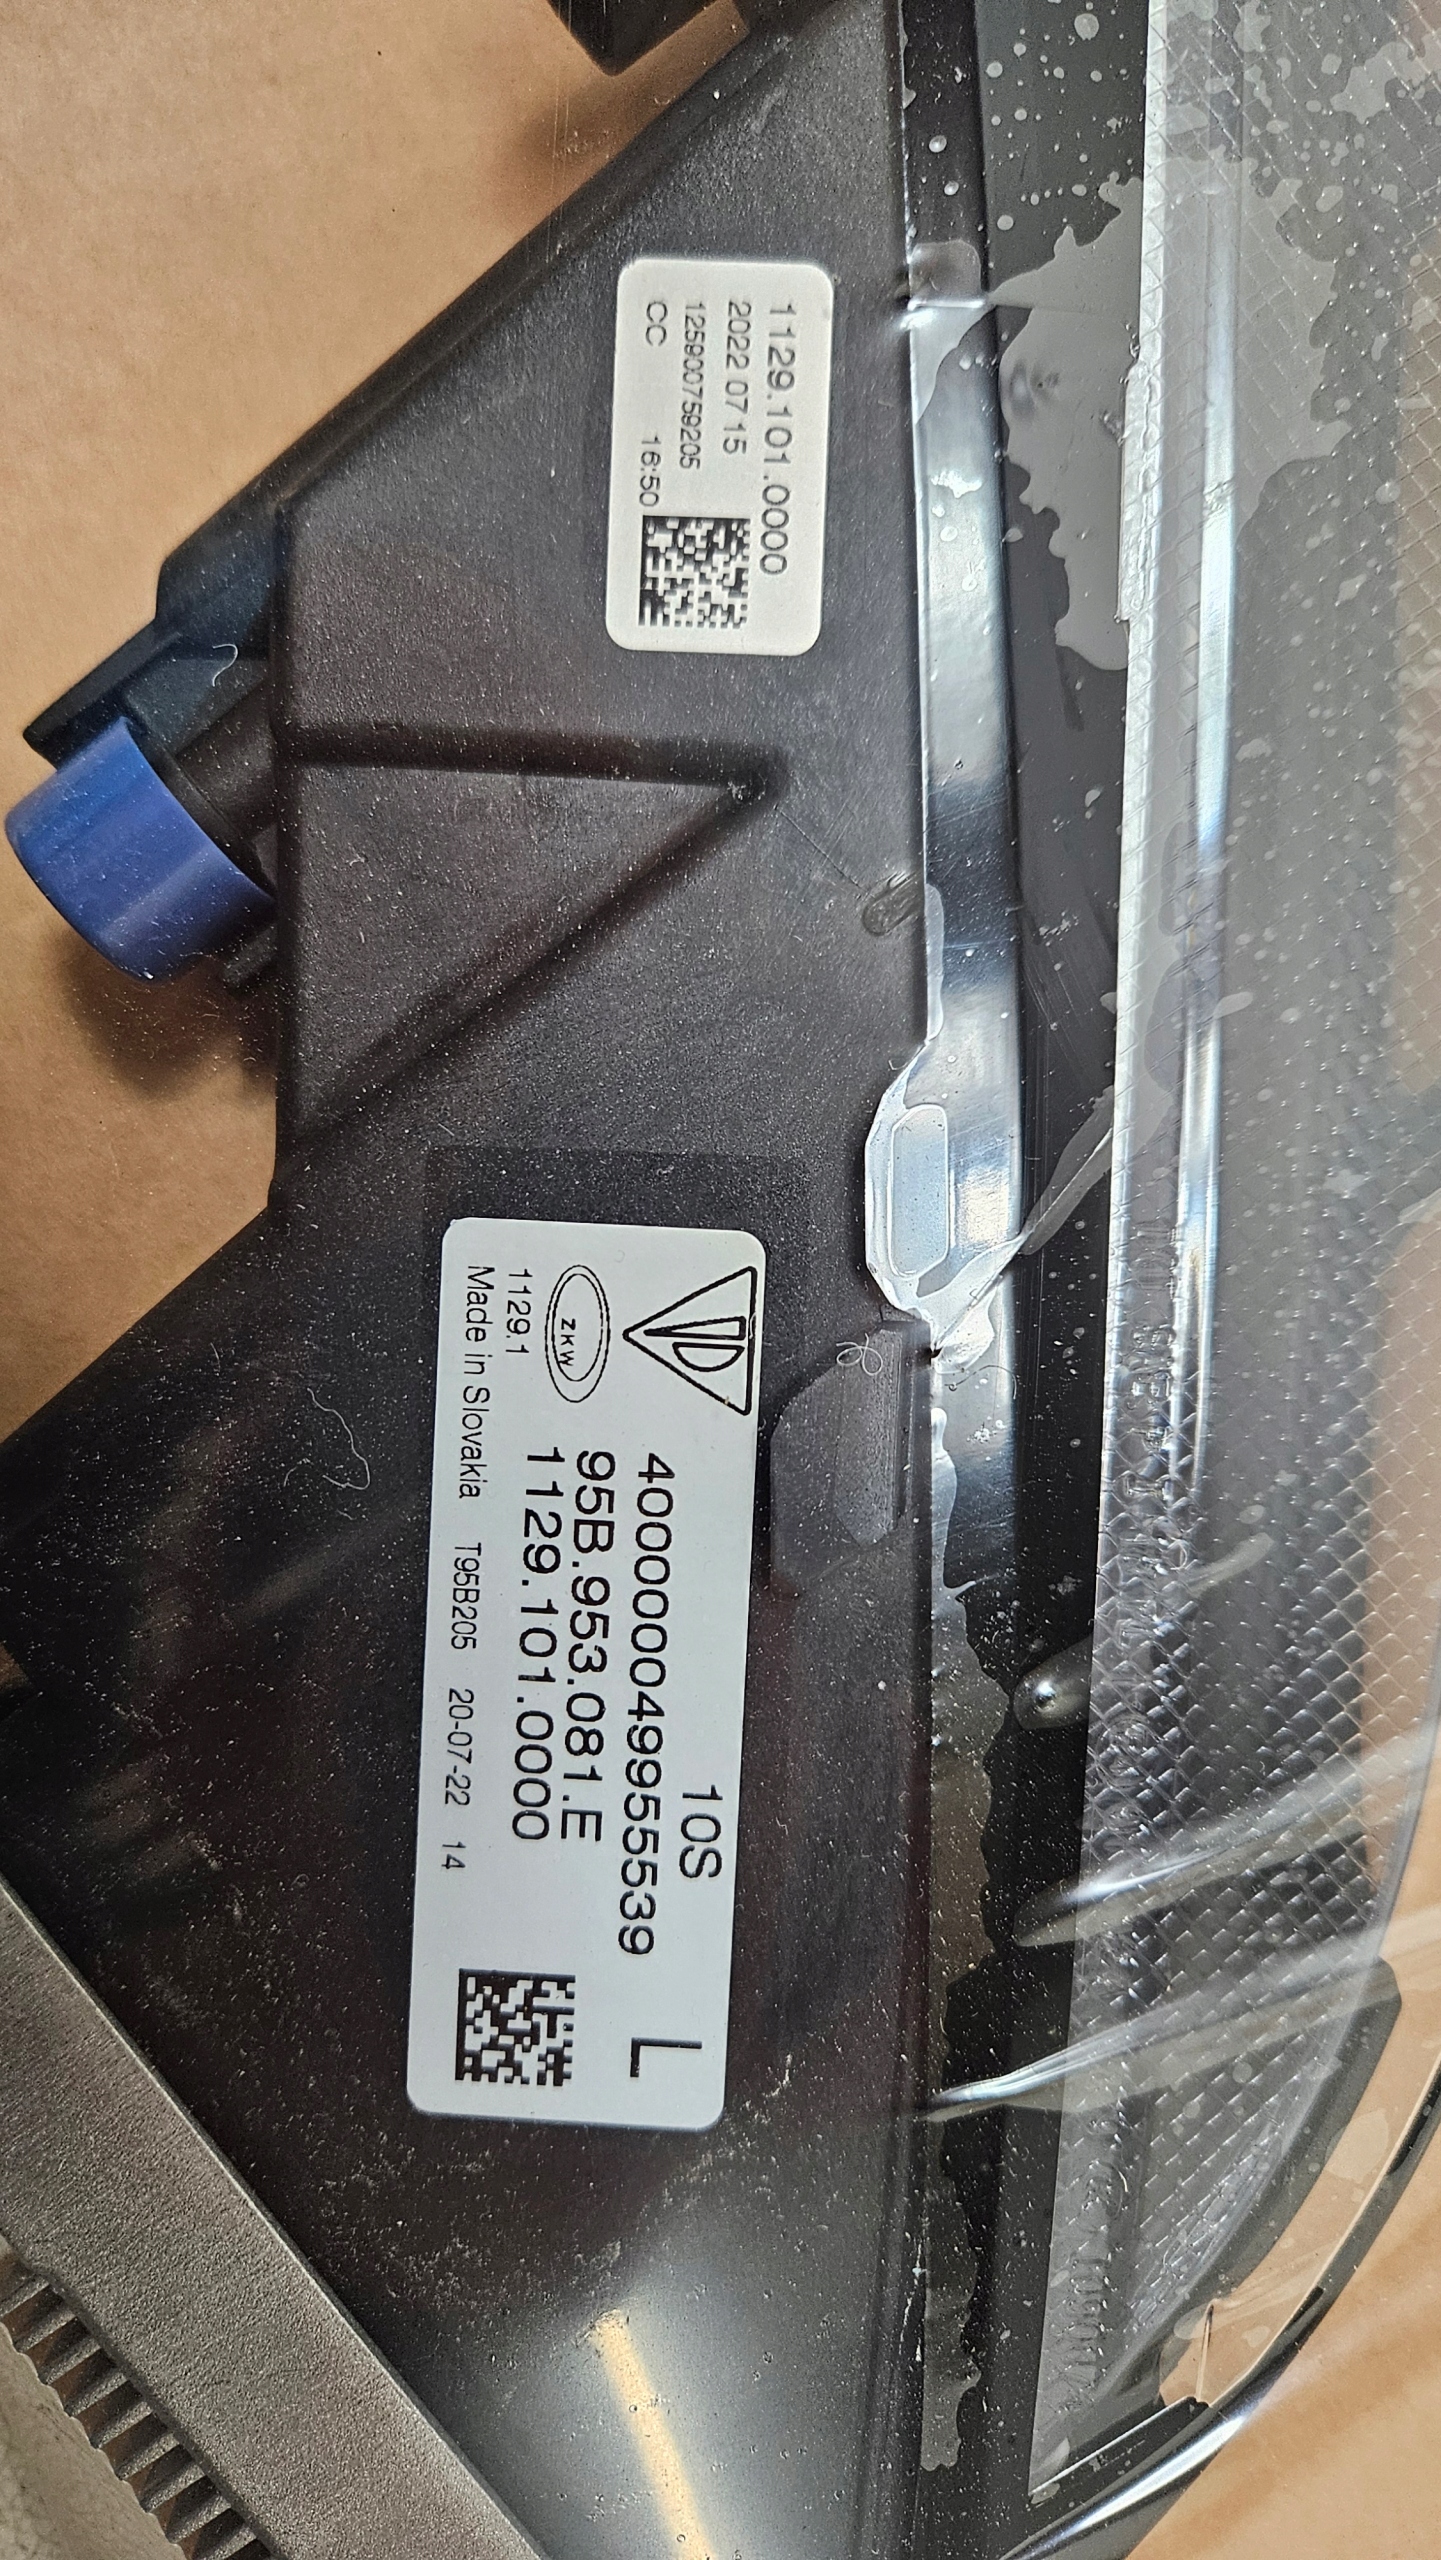 1129.101.0000
2022 07 15
125900759205
CC 16:50
10S
40000004995539 L
95B.953.081.E
1129.101.0000
ZKW
1129.1
Made in Slovakia T95B205 20-07-22 14